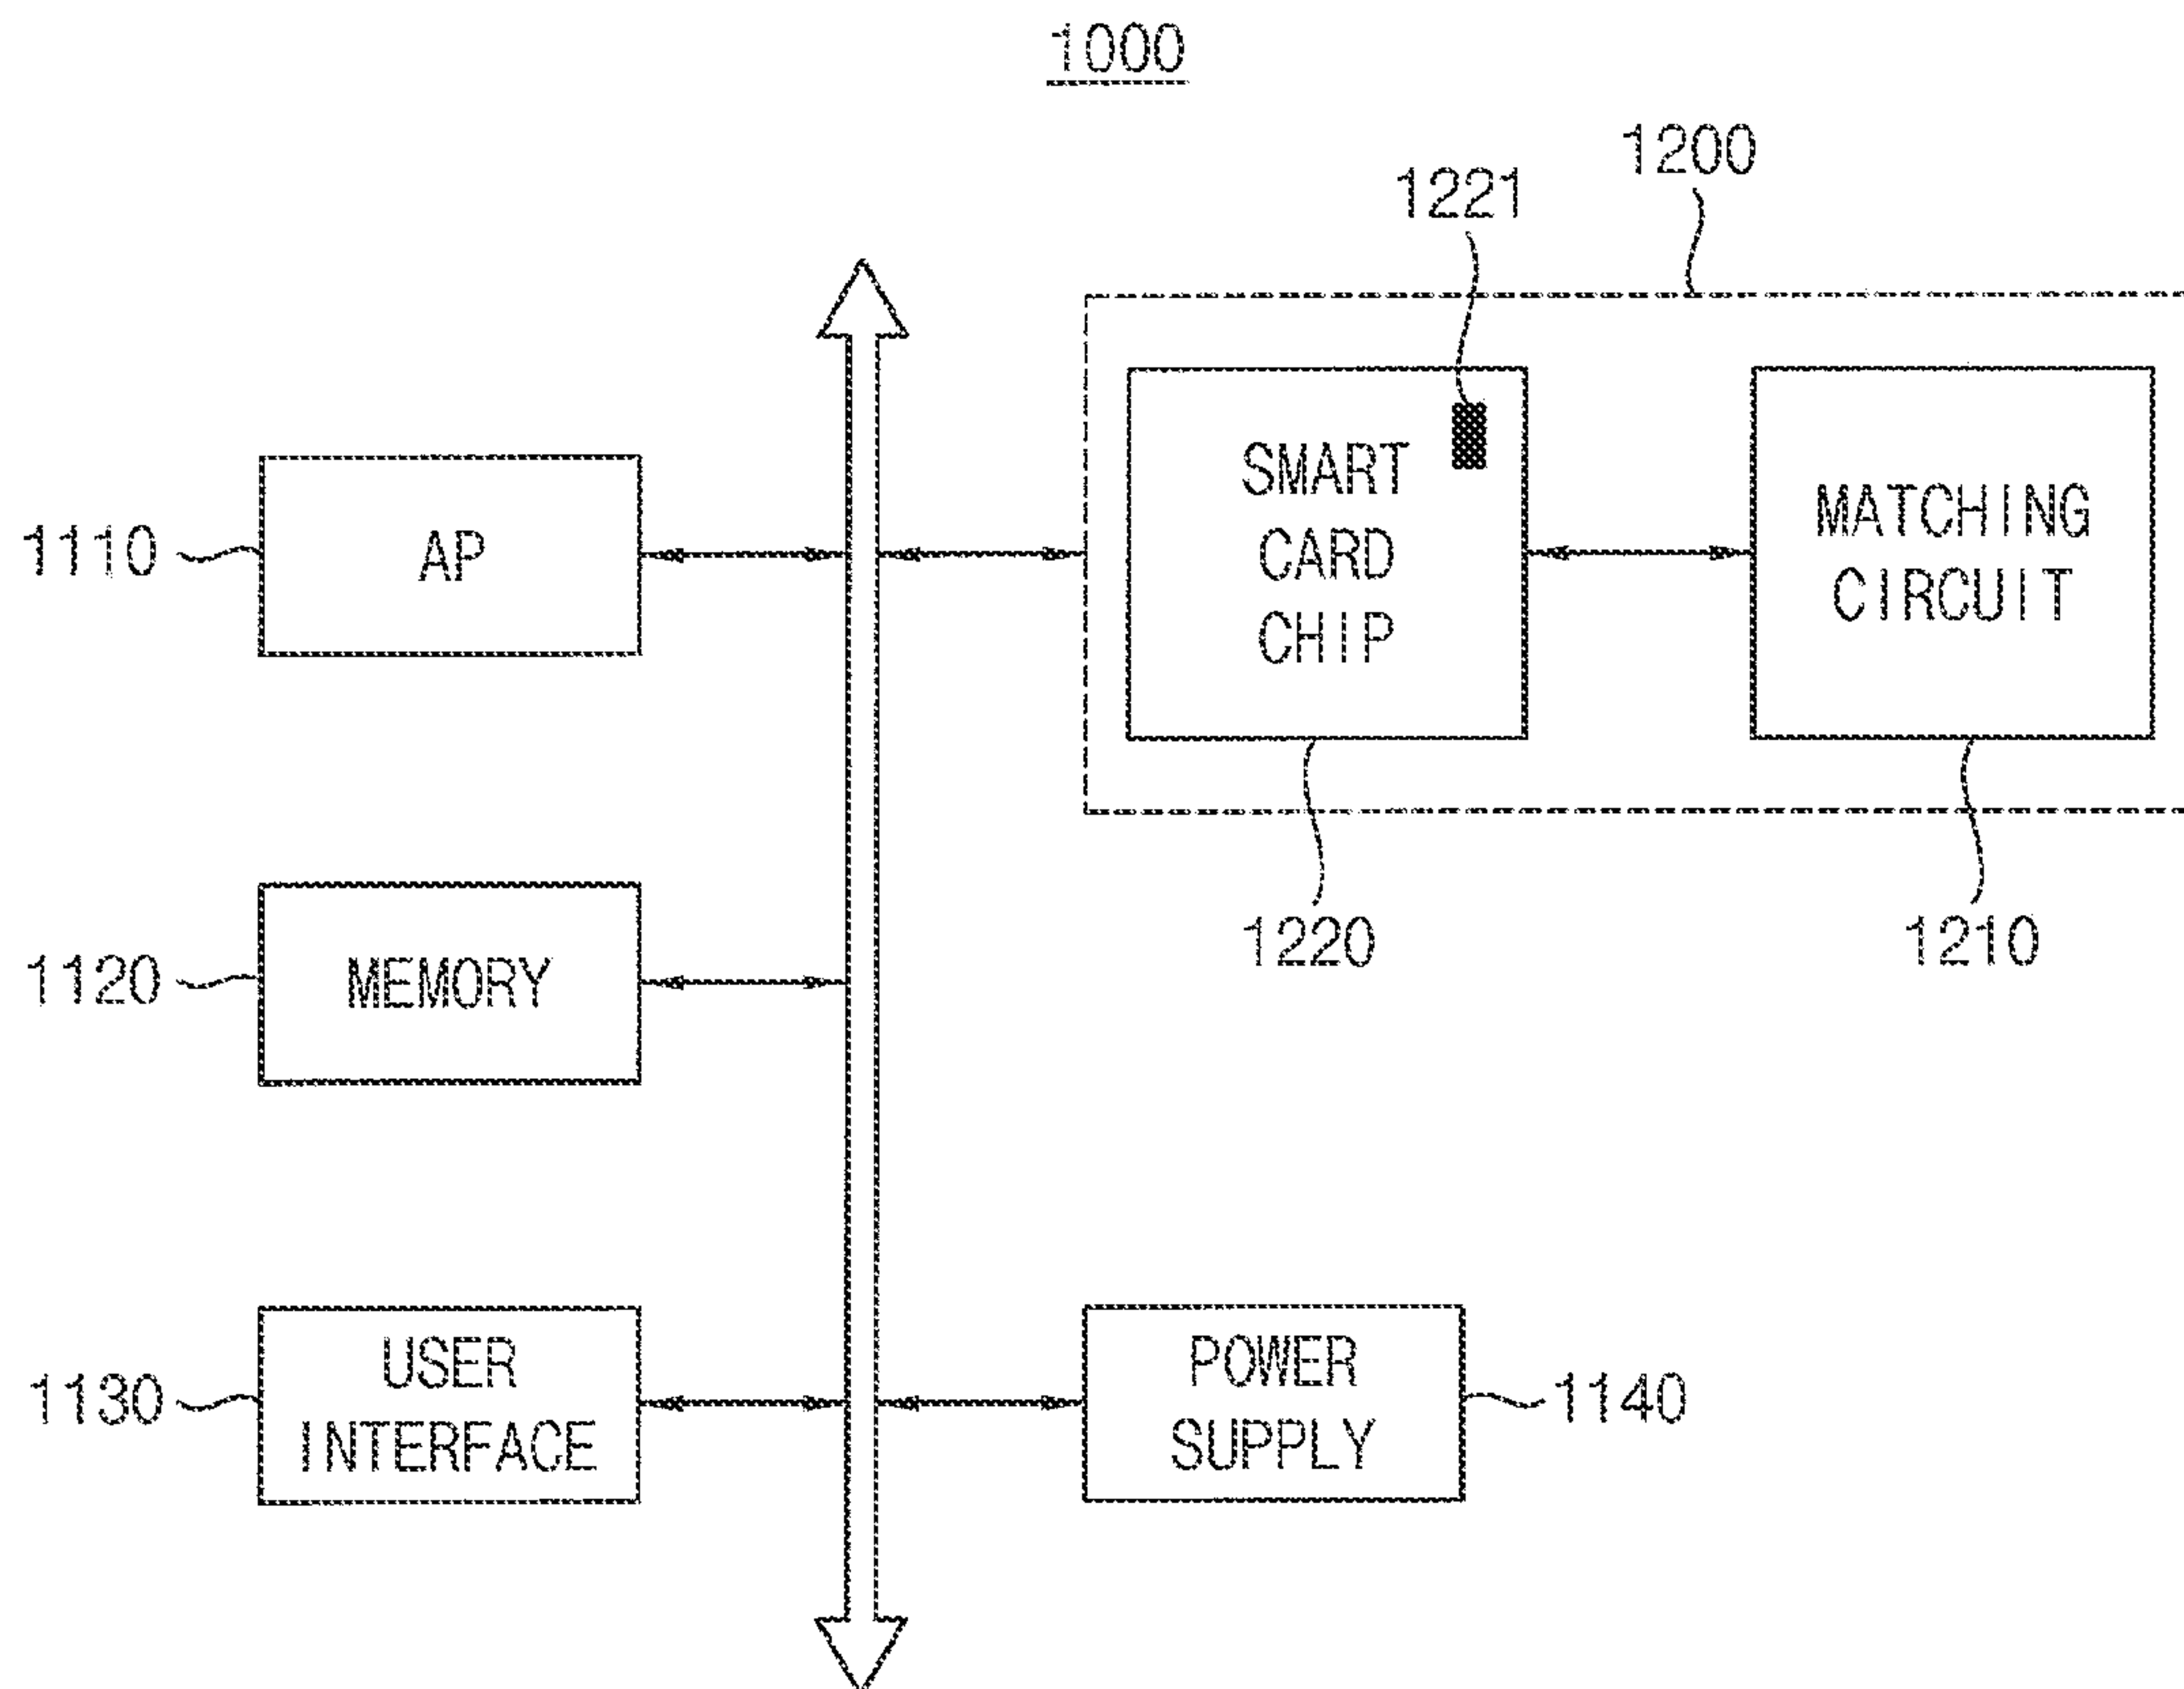 1000
1200
1221
1110
AP
SMART
CARD
CHIP
MATCHING
CIRCUIT
1220
1210
1120
MEMORY
1130
USER
INTERFACE
POWER
SUPPLY
1140